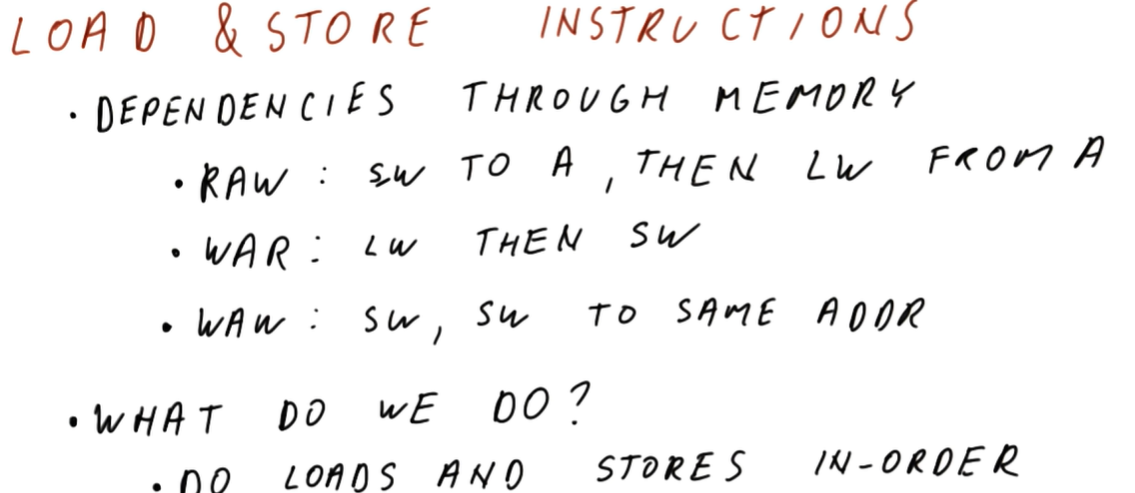 LOAD & STORE INSTRUCTIONS
• DEPENDENCIES THROUGH MEMORY
• RAW : SW TO A , THEN LW FROM A
• WAR : LW THEN SW
• WAW : SW, SW TO SAME ADDR
• WHAT DO WE DO?
• DO LOADS AND STORES IN-ORDER